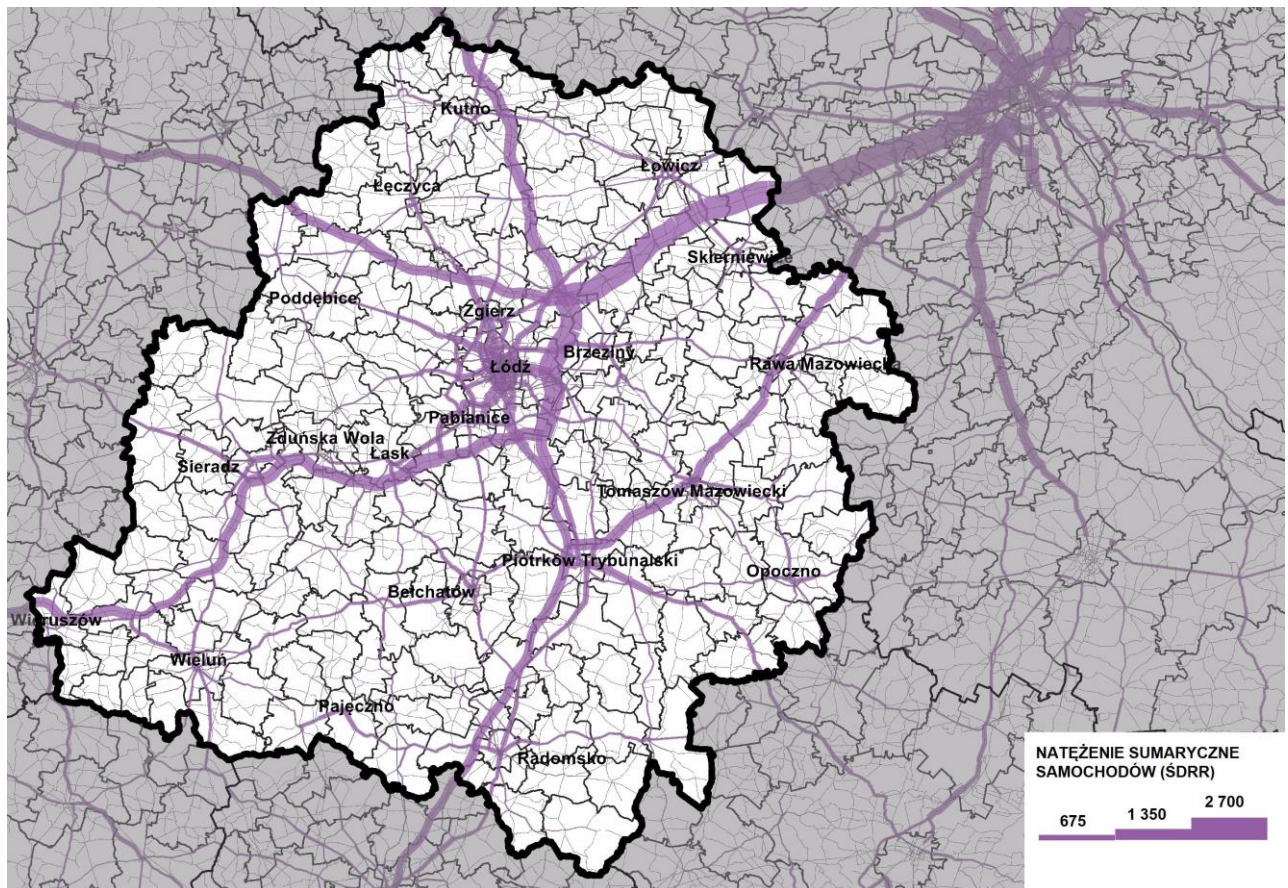 Kutno
Łowicz
Łęczyca
Skierniewice
Poddębice
Zgierz
Brzeziny
Łódź
Rawa Mazowiecka
Pabianice
Zduńska Wola
Łask
Sieradz
Tomaszów Mazowiecki
Piotrków Trybunalski
Opoczno
Bełchatów
Wieruszów
Wieluń
Pajęczno
Radomsko
NATĘŻENIE SUMARYCZNE
SAMOCHODÓW (ŚDRR)
675 1 350 2 700